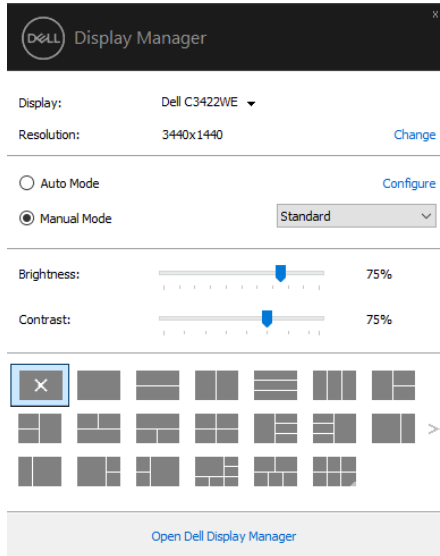 x
DELL Display Manager
Display: Dell C3422WE
Resolution: 3440x1440 Change
Auto Mode Configure
Manual Mode Standard
Brightness: 75%
Contrast: 75%
Open Dell Display Manager